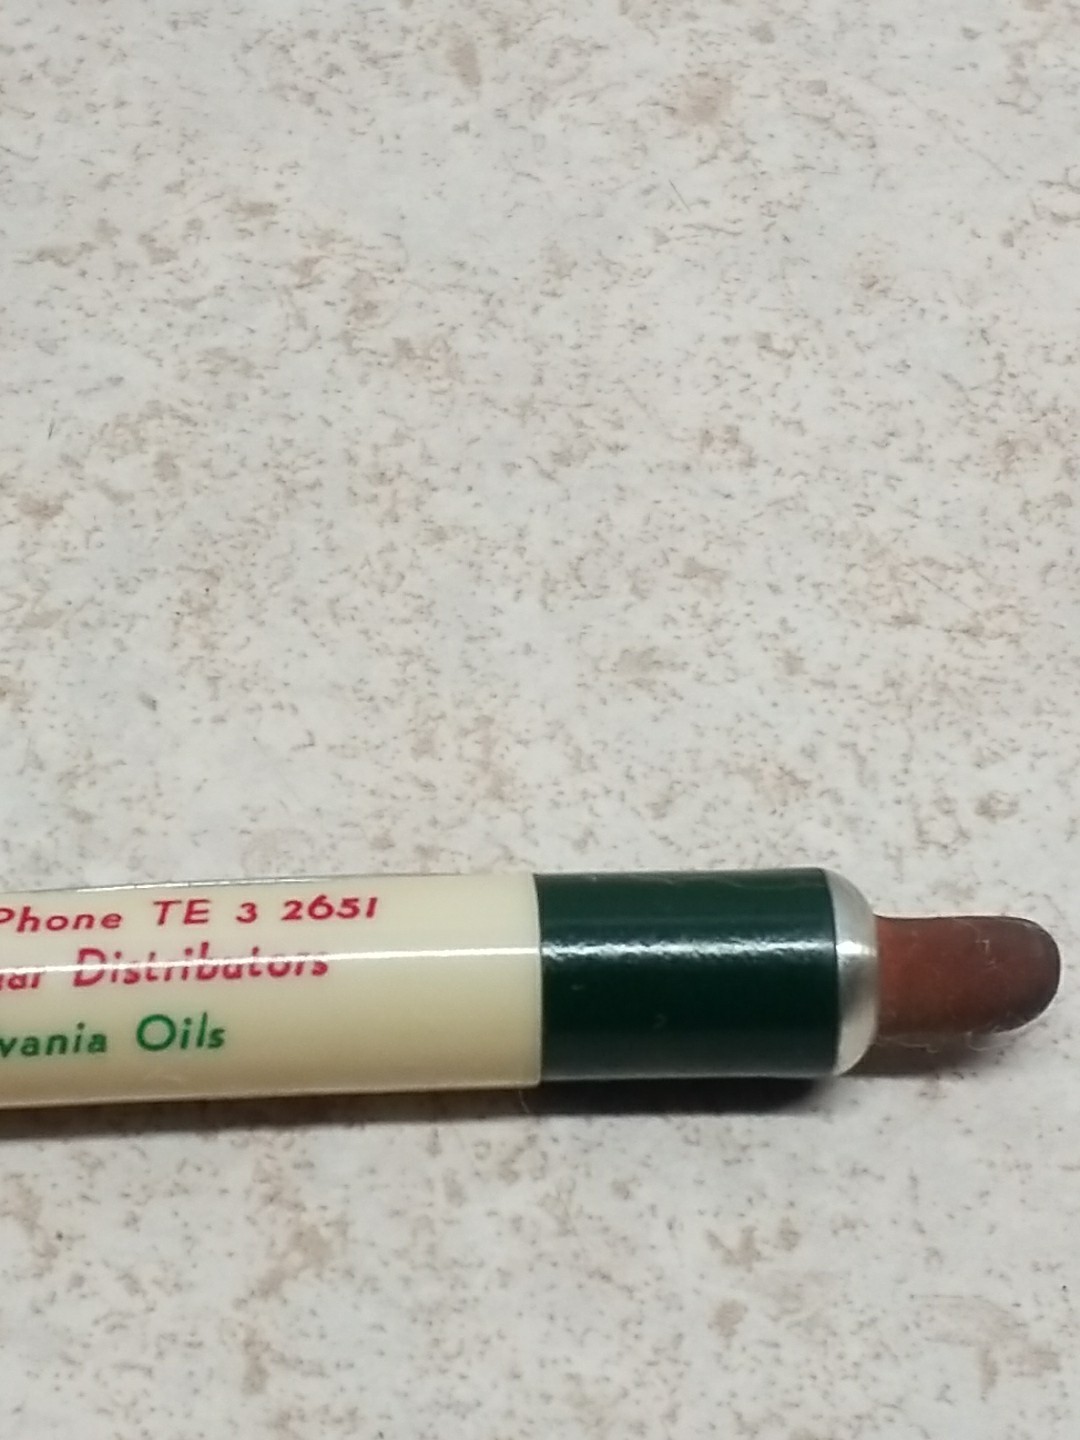 Phone TE 3 2651
Distributors
vania Oils